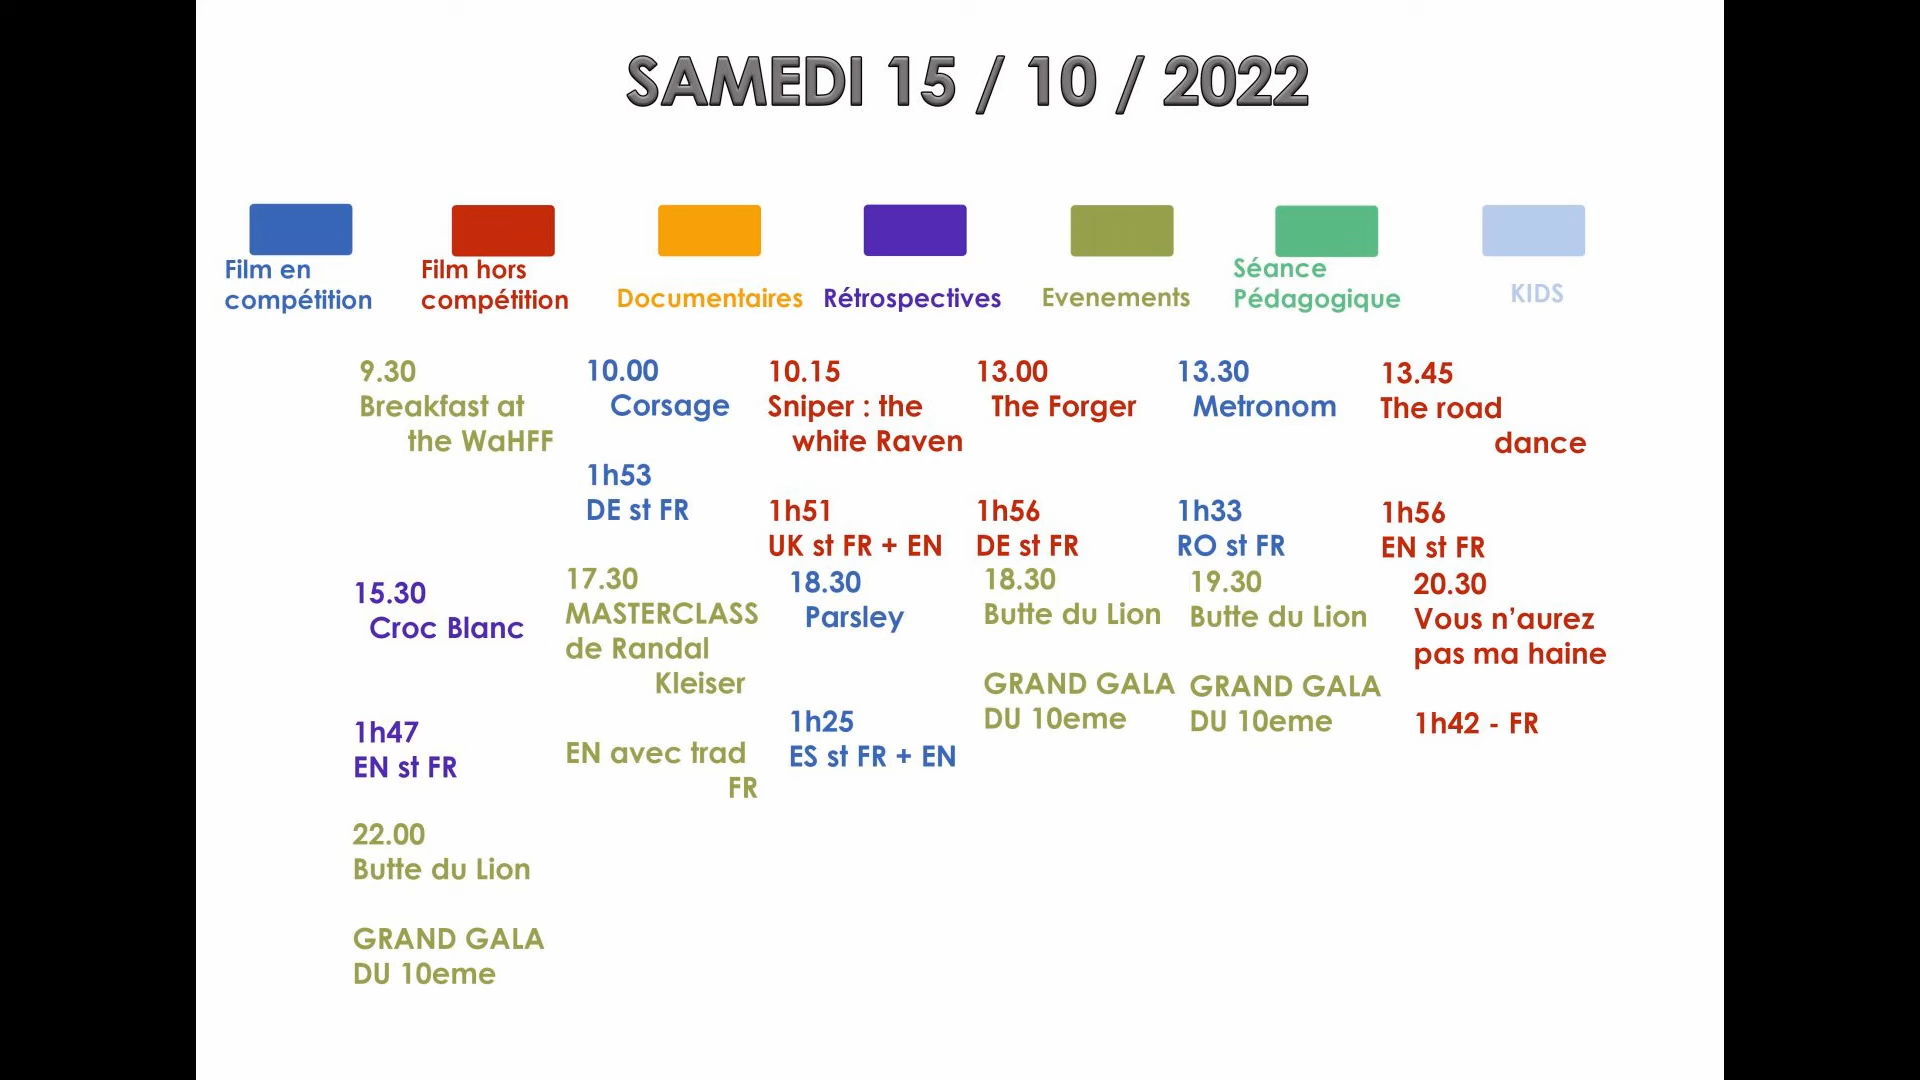 SAMEDI 15 / 10 / 2022
Film en
compétition
Film hors
compétition
Documentaires
Rétrospectives
Evenements
Séance
Pédagogique
KIDS
9.30
Breakfast at
the WaHFF
10.00
Corsage
1h53
DE st FR
10.15
Sniper : the
white Raven
1h51
UK st FR + EN
13.00
The Forger
1h56
DE st FR
13.30
Metronom
1h33
RO st FR
13.45
The road
dance
1h56
EN st FR
15.30
Croc Blanc
1h47
EN st FR
17.30
MASTERCLASS
de Randal
Kleiser
EN avec trad
FR
18.30
Parsley
1h25
ES st FR + EN
18.30
Butte du Lion
GRAND GALA
DU 10eme
19.30
Butte du Lion
GRAND GALA
DU 10eme
20.30
Vous n’aurez
pas ma haine
1h42 - FR
22.00
Butte du Lion
GRAND GALA
DU 10eme